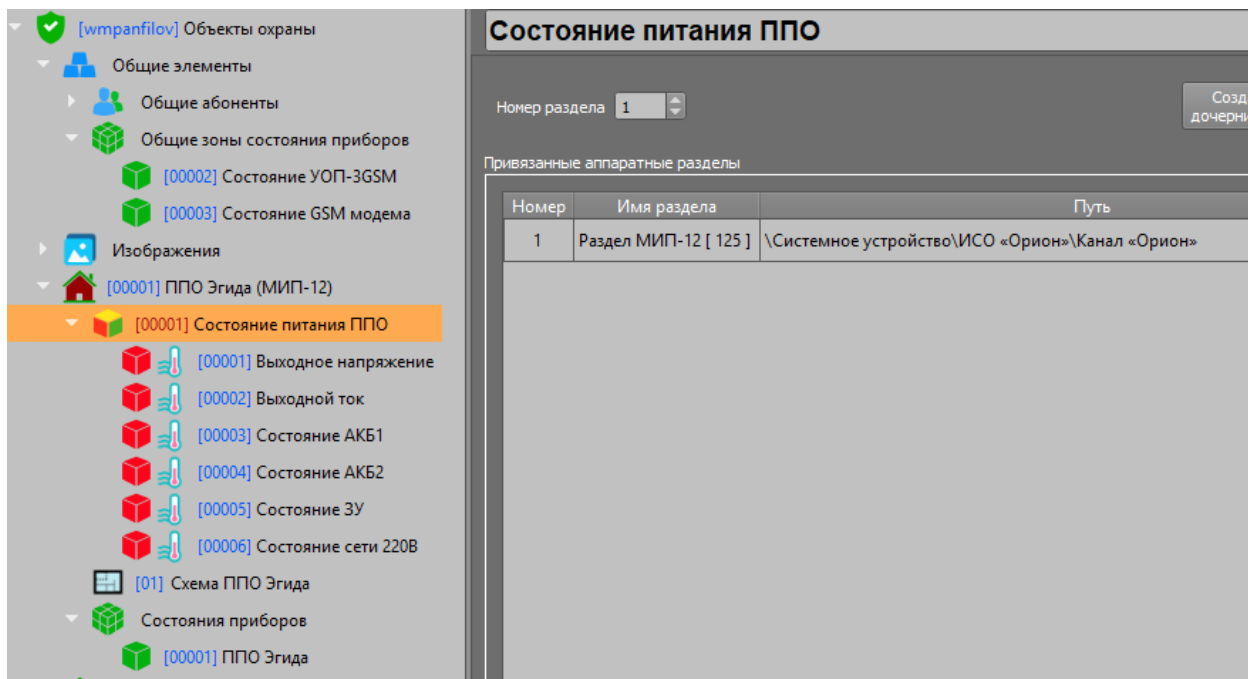 [wmpanfilov] Объекты охраны
Общие элементы
Общие абоненты
Общие зоны состояния приборов
[00002] Состояние УОП-3GSM
[00003] Состояние GSM модема
Изображения
[00001] ППО Эгида (МИП-12)
[00001] Состояние питания ППО
[00001] Выходное напряжение
[00002] Выходной ток
[00003] Состояние АКБ1
[00004] Состояние АКБ2
[00005] Состояние ЗУ
[00006] Состояние сети 220В
[01] Схема ППО Эгида
Состояния приборов
[00001] ППО Эгида
Состояние питания ППО
Номер раздела 1
Созд
дочерни
Привязанные аппаратные разделы
Номер Имя раздела Путь
1 Раздел МИП-12 [ 125 ] \Системное устройство\ИСО «Орион»\Канал «Орион»